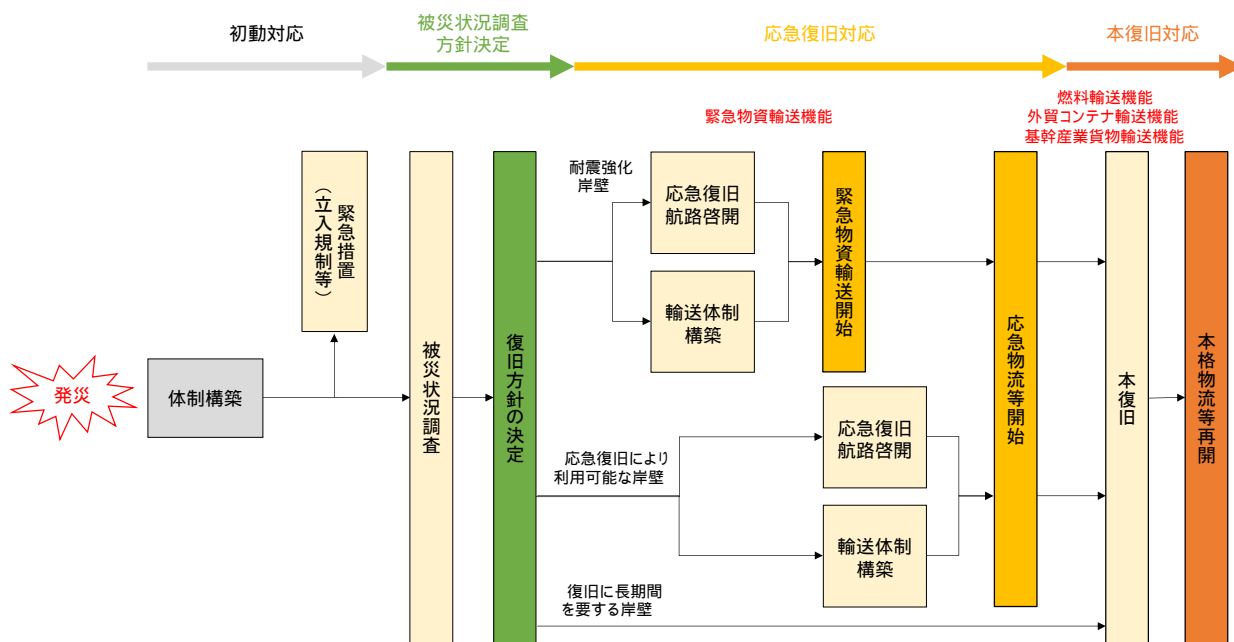 初動対応
被災状況調査
方針決定
応急復旧対応
本復旧対応
緊急物資輸送機能
燃料輸送機能
外貿コンテナ輸送機能
基幹産業貨物輸送機能
発災
体制構築
緊急措置
（立入規制等）
被災状況調査
復旧方針の決定
耐震強化
岸壁
応急復旧
航路啓開
輸送体制
構築
緊急物資輸送開始
応急復旧により
利用可能な岸壁
応急復旧
航路啓開
輸送体制
構築
復旧に長期間
を要する岸壁
応急物流等開始
本復旧
本格物流等再開